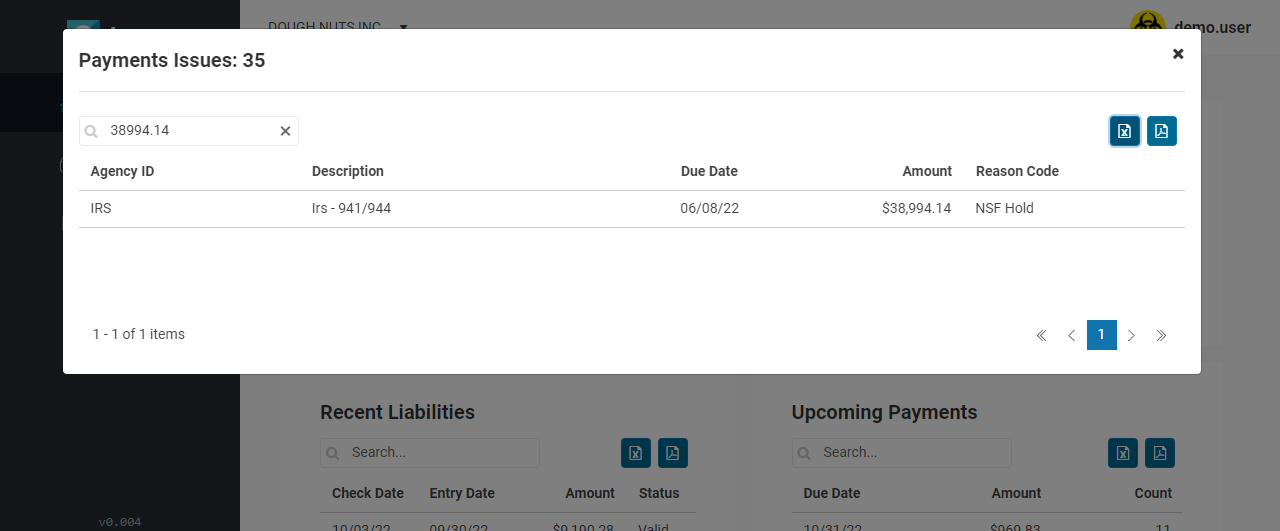 DOUGH NUTS INC
demo.user
Payments Issues: 35
38994.14
Agency ID Description Due Date Amount Reason Code
IRS Irs - 941/944 06/08/22 $38,994.14 NSF Hold
1 - 1 of 1 items
1
Recent Liabilities
Search...
Check Date Entry Date Amount Status
10/03/22 09/30/22 $9,190.28 Valid
Upcoming Payments
Search...
Due Date Amount Count
10/31/22 $969.83 11
v0.004